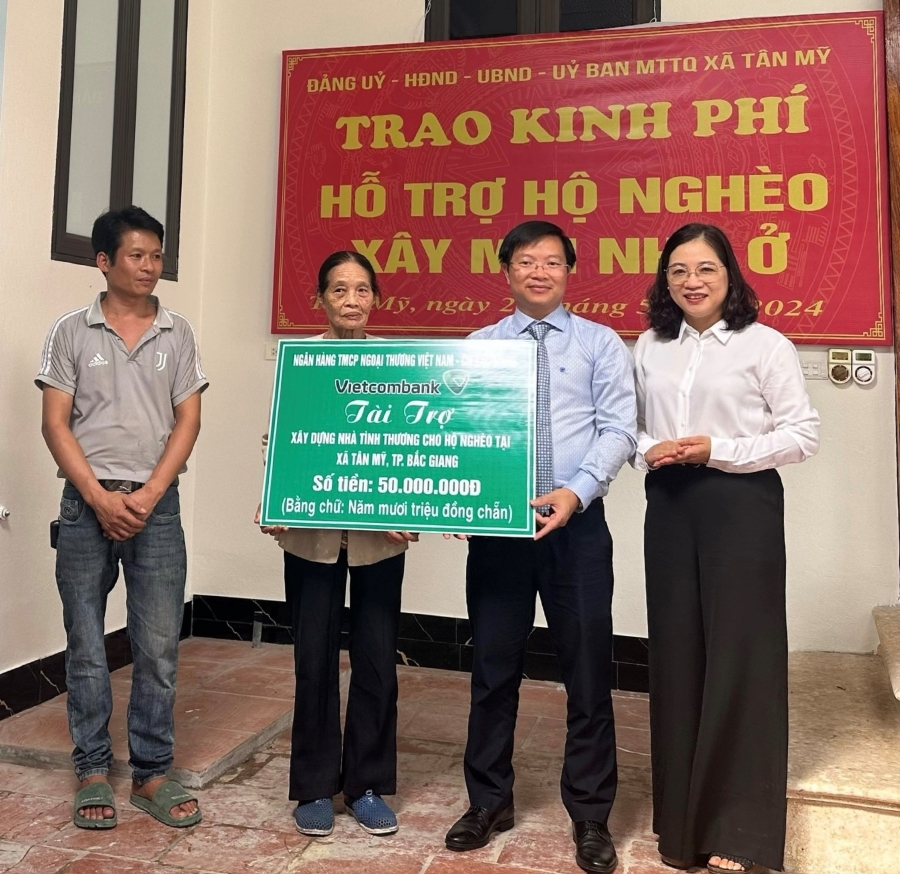 ĐẢNG UỶ - HĐND - UBND - UỶ BAN MTTQ XÃ TÂN MỸ
TRAO KINH PHÍ
HỖ TRỢ HỘ NGHÈO
XÂY NHÀ Ở
Mỹ, ngày 2 tháng 5 2024
NGÂN HÀNG TMCP NGOẠI THƯƠNG VIỆT NAM -
Vietcombank
Tài Trợ
XÂY DỰNG NHÀ TÌNH THƯƠNG CHO HỘ NGHÈO TẠI
XÃ TÂN MỸ, TP. BẮC GIANG
Số tiền: 50.000.000Đ
(Bằng chữ: Năm mươi triệu đồng chẵn)
adidas